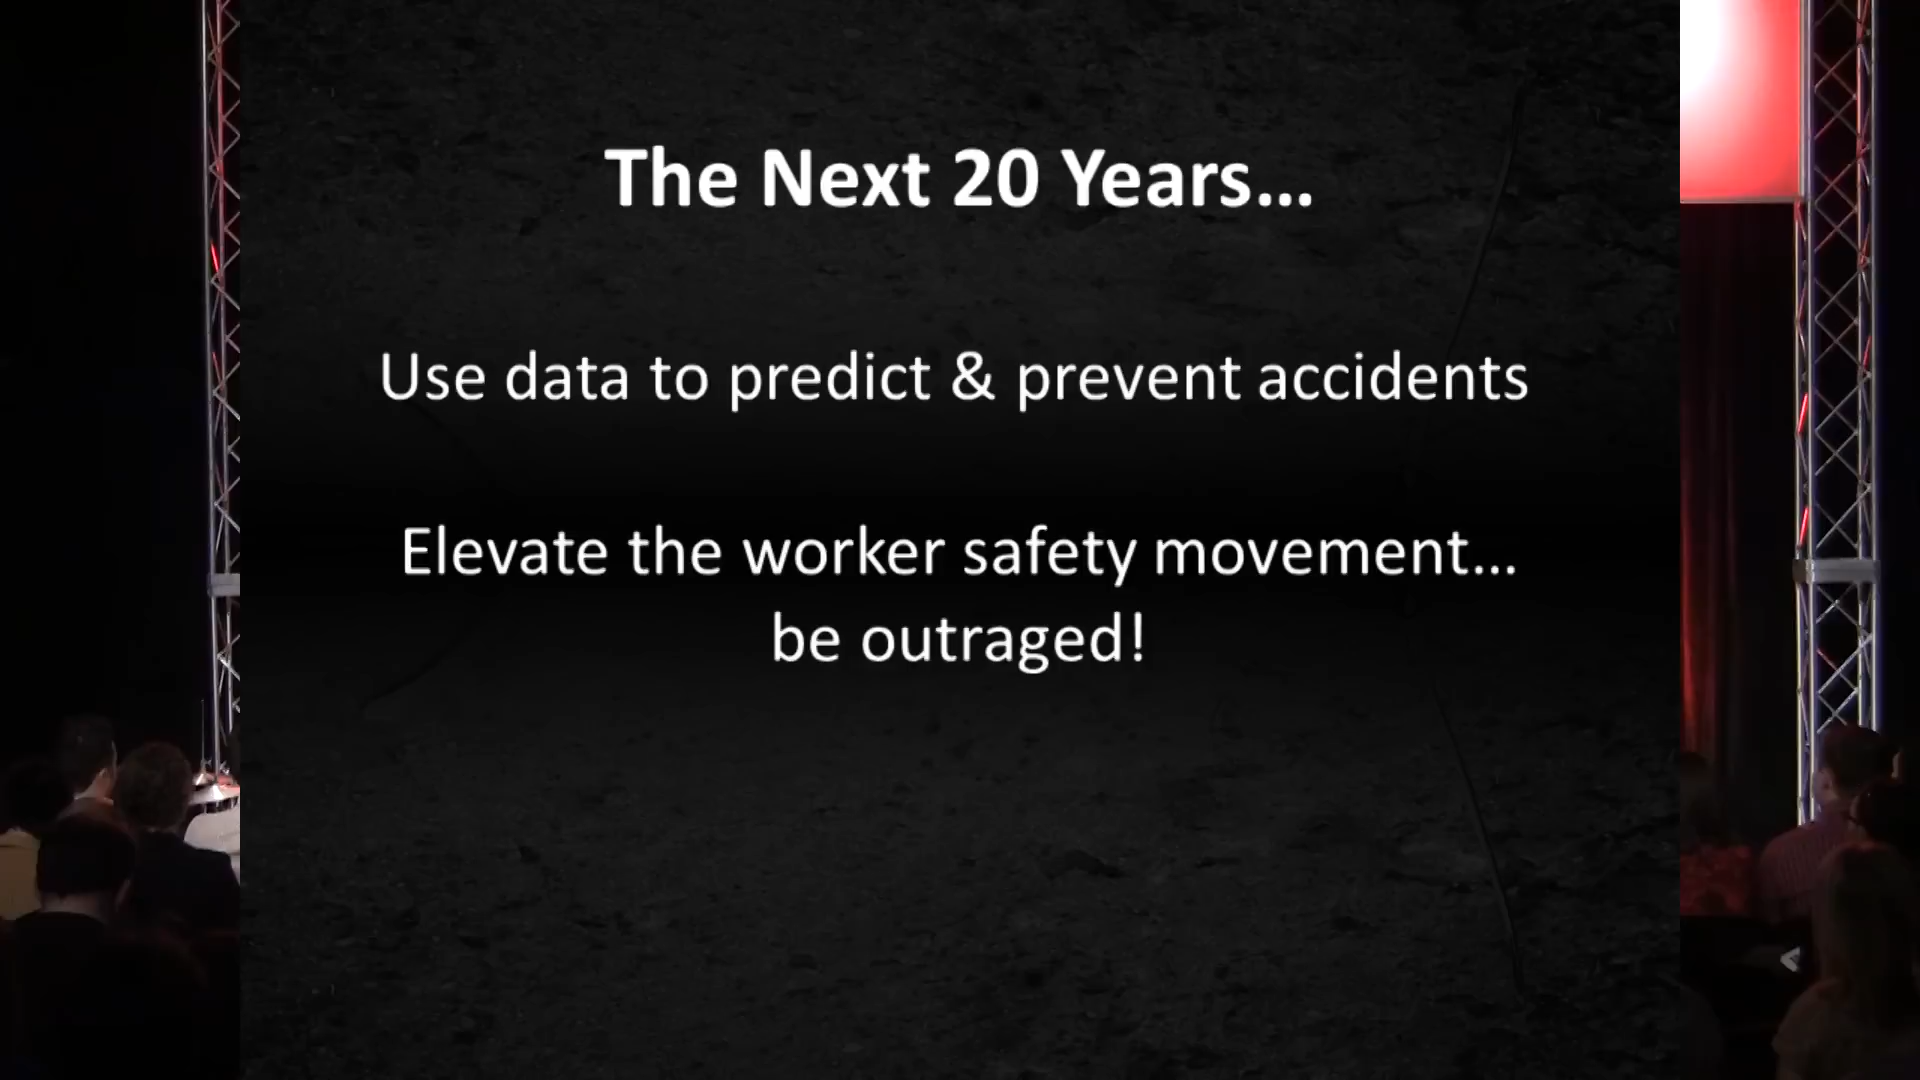 The Next 20 Years...
Use data to predict & prevent accidents
Elevate the worker safety movement...
be outraged!